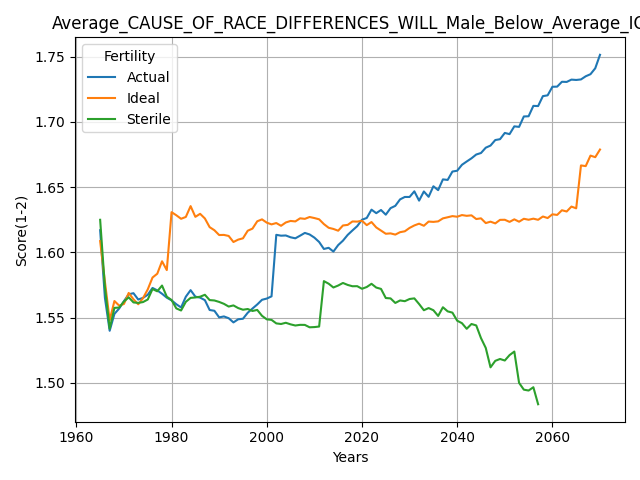 Average_CAUSE_OF_RACE_DIFFERENCES_WILL_Male_Below_Average_IQ
Fertility
Actual
Ideal
Sterile
1.75
1.70
1.65
1.60
1.55
1.50
Score(1-2)
1960
1980
2000
2020
2040
2060
Years